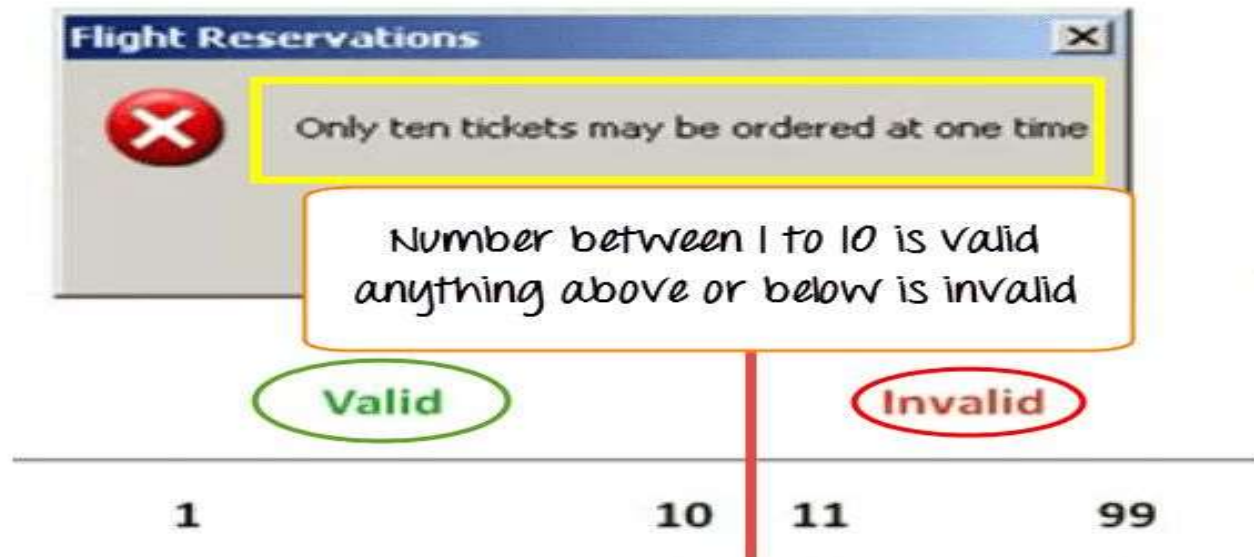 Flight Reservations
Only ten tickets may be ordered at one time
Number between 1 to 10 is valid
anything above or below is invalid
Valid Invalid
1 10 11 99